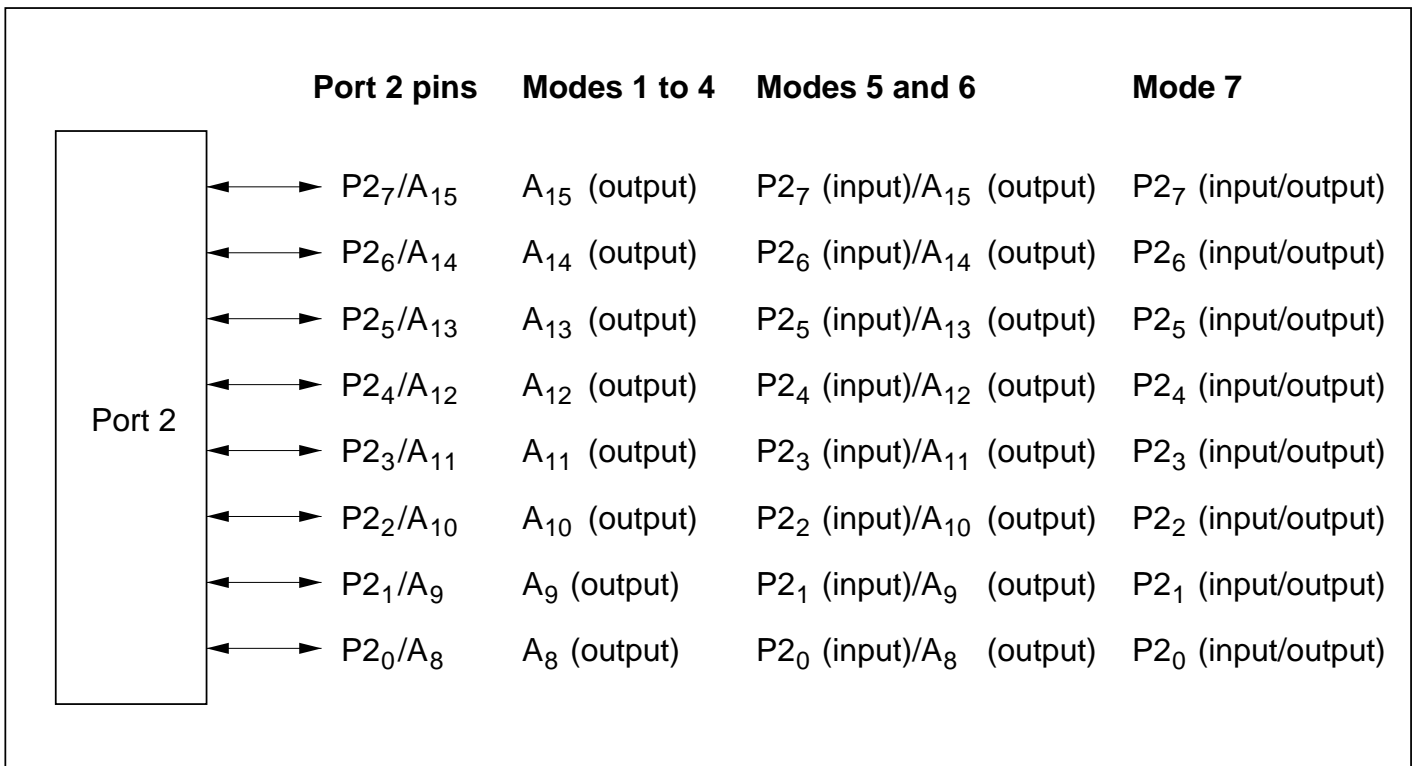 Port 2 pins Modes 1 to 4 Modes 5 and 6 Mode 7
P2₇/A₁₅ A₁₅ (output) P2₇ (input)/A₁₅ (output) P2₇ (input/output)
P2₆/A₁₄ A₁₄ (output) P2₆ (input)/A₁₄ (output) P2₆ (input/output)
P2₅/A₁₃ A₁₃ (output) P2₅ (input)/A₁₃ (output) P2₅ (input/output)
P2₄/A₁₂ A₁₂ (output) P2₄ (input)/A₁₂ (output) P2₄ (input/output)
Port 2
P2₃/A₁₁ A₁₁ (output) P2₃ (input)/A₁₁ (output) P2₃ (input/output)
P2₂/A₁₀ A₁₀ (output) P2₂ (input)/A₁₀ (output) P2₂ (input/output)
P2₁/A₉ A₉ (output) P2₁ (input)/A₉ (output) P2₁ (input/output)
P2₀/A₈ A₈ (output) P2₀ (input)/A₈ (output) P2₀ (input/output)